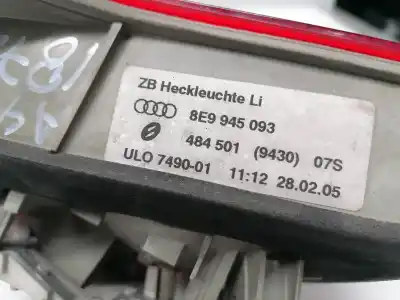 ZB Heckleuchte Li
8E9 945 093
484 501 (9430) 07S
ULO 7490-01 11:12 28.02.05